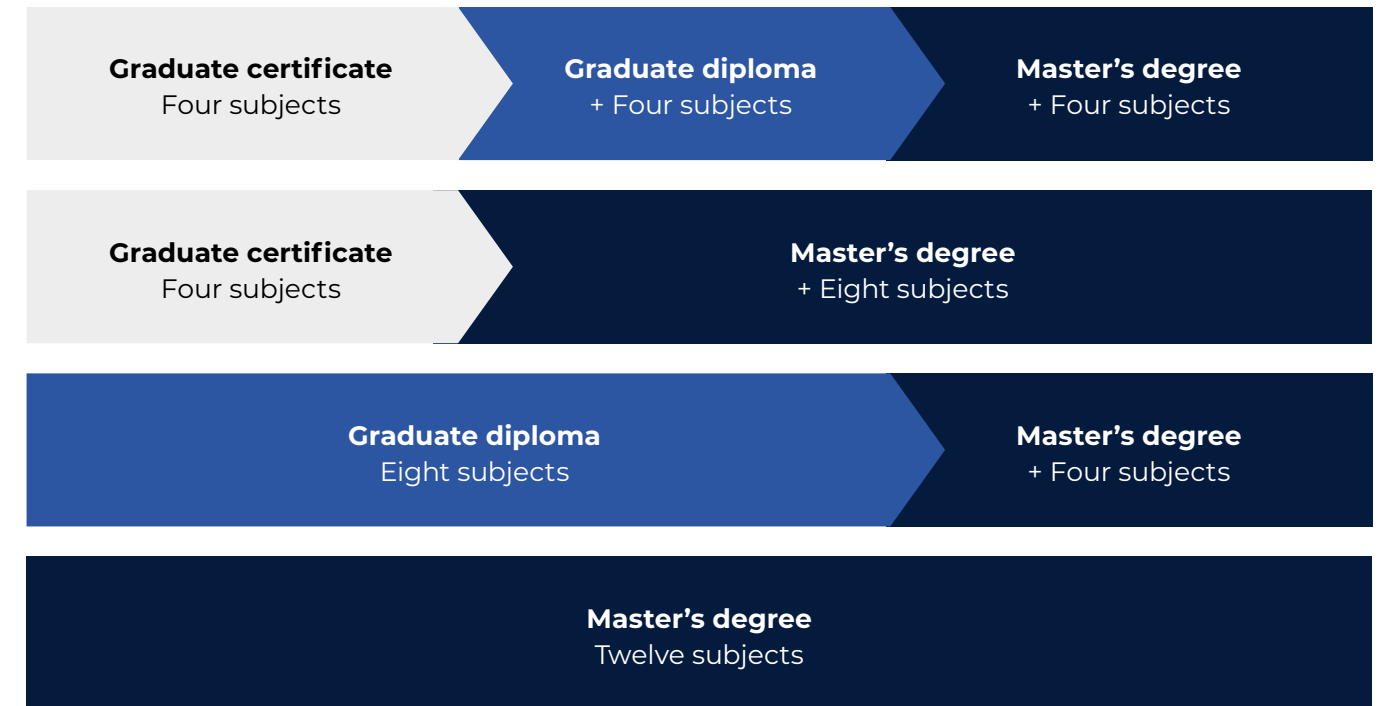 Graduate certificate
Four subjects
Graduate diploma
+ Four subjects
Master’s degree
+ Four subjects
Graduate certificate
Four subjects
Master’s degree
+ Eight subjects
Graduate diploma
Eight subjects
Master’s degree
+ Four subjects
Master’s degree
Twelve subjects